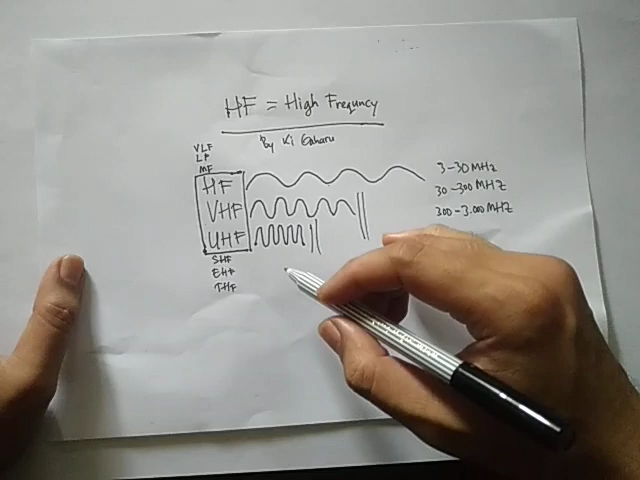 HF = High Frequncy
By Ki Gaharu
VLF
LF
MF
HF 3-30 MHz
VHF 30-300 MHz
UHF 300-3.000 MHz
SHF
EHF
THF